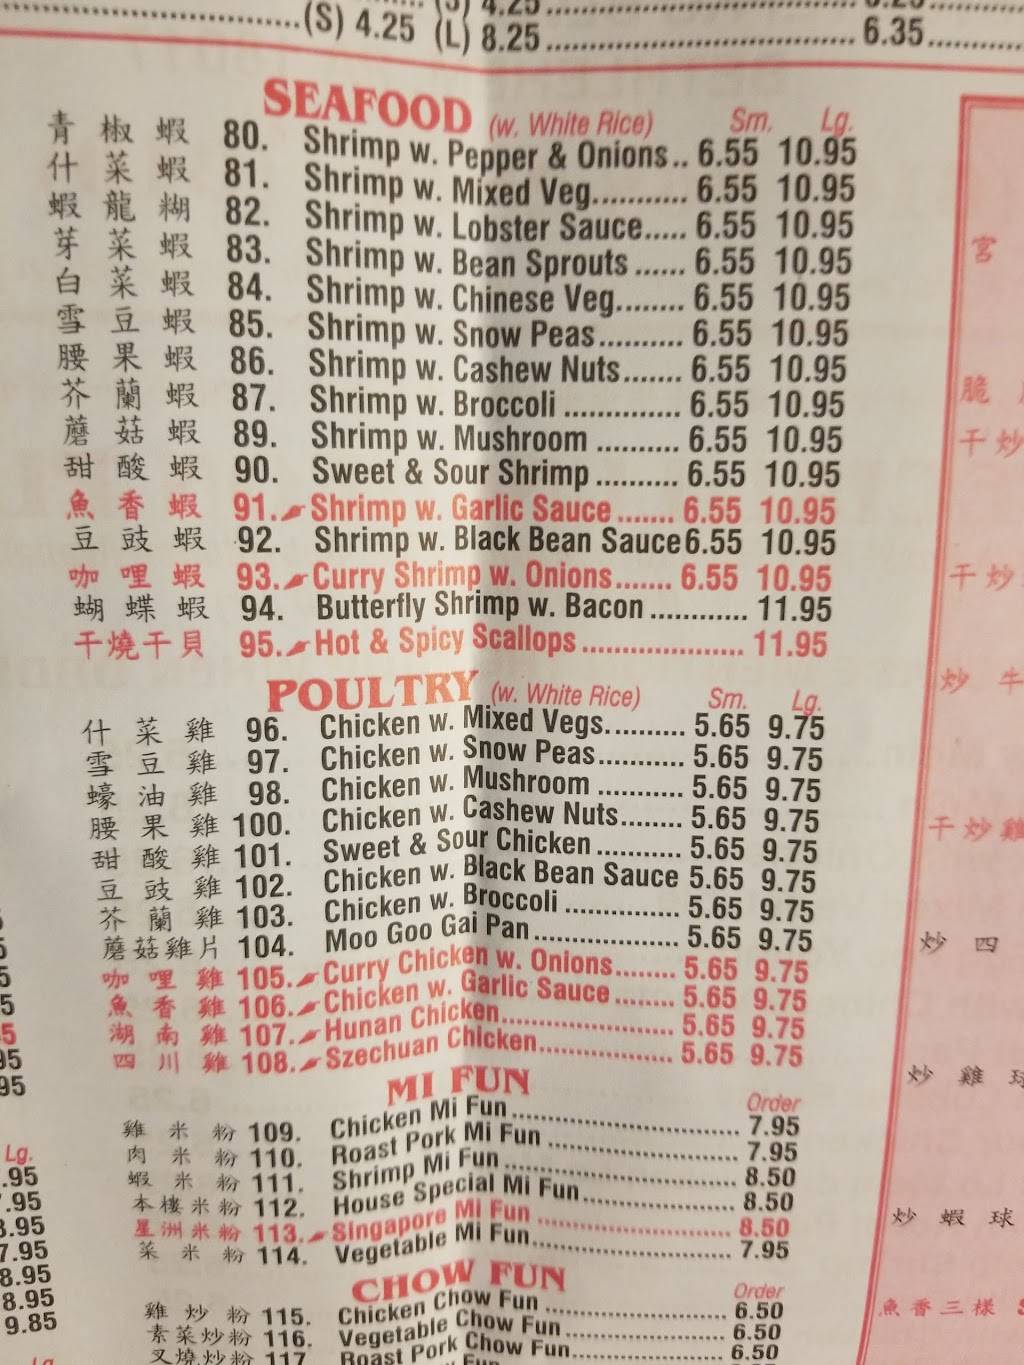 (S) 4.25 (L) 8.25 6.35
SEAFOOD (w. White Rice) Sm. Lg.
青椒蝦 80. Shrimp w. Pepper & Onions.. 6.55 10.95
什菜蝦 81. Shrimp w. Mixed Veg........... 6.55 10.95
蝦龍糊 82. Shrimp w. Lobster Sauce..... 6.55 10.95
芽菜蝦 83. Shrimp w. Bean Sprouts ...... 6.55 10.95
白菜蝦 84. Shrimp w. Chinese Veg........ 6.55 10.95
雪豆蝦 85. Shrimp w. Snow Peas.......... 6.55 10.95
腰果蝦 86. Shrimp w. Cashew Nuts....... 6.55 10.95
芥蘭蝦 87. Shrimp w. Broccoli .............. 6.55 10.95
蘑菇蝦 89. Shrimp w. Mushroom .......... 6.55 10.95
甜酸蝦 90. Sweet & Sour Shrimp .......... 6.55 10.95
魚香蝦 91. Shrimp w. Garlic Sauce ....... 6.55 10.95
豆豉蝦 92. Shrimp w. Black Bean Sauce 6.55 10.95
咖哩蝦 93. Curry Shrimp w. Onions....... 6.55 10.95
蝴蝶蝦 94. Butterfly Shrimp w. Bacon ............ 11.95
干燒干貝 95. Hot & Spicy Scallops .................... 11.95
POULTRY (w. White Rice) Sm. Lg.
什菜雞 96. Chicken w. Mixed Vegs.......... 5.65 9.75
雪豆雞 97. Chicken w. Snow Peas........... 5.65 9.75
蠔油雞 98. Chicken w. Mushroom ........... 5.65 9.75
腰果雞 100. Chicken w. Cashew Nuts........ 5.65 9.75
甜酸雞 101. Sweet & Sour Chicken ........... 5.65 9.75
豆豉雞 102. Chicken w. Black Bean Sauce 5.65 9.75
芥蘭雞 103. Chicken w. Broccoli ............... 5.65 9.75
蘑菇雞片 104. Moo Goo Gai Pan ................... 5.65 9.75
咖哩雞 105. Curry Chicken w. Onions........ 5.65 9.75
魚香雞 106. Chicken w. Garlic Sauce ........ 5.65 9.75
湖南雞 107. Hunan Chicken....................... 5.65 9.75
四川雞 108. Szechuan Chicken.................. 5.65 9.75
MI FUN Order
雞米粉 109. Chicken Mi Fun ............................... 7.95
肉米粉 110. Roast Pork Mi Fun ......................... 7.95
蝦米粉 111. Shrimp Mi Fun ................................ 8.50
本樓米粉 112. House Special Mi Fun.................... 8.50
星洲米粉 113. Singapore Mi Fun .......................... 8.50
菜米粉 114. Vegetable Mi Fun........................... 7.95
CHOW FUN Order
雞炒粉 115. Chicken Chow Fun ........................ 6.50
素菜炒粉 116. Vegetable Chow Fun ..................... 6.50
叉燒炒粉 117. Roast Pork Chow Fun.................... 6.50
宮
脆
干炒
干炒
炒牛
干炒雞
炒四
炒雞球
炒蝦球
魚香三樣
Lg.
.95
7.95
8.95
7.95
8.95
8.95
9.85